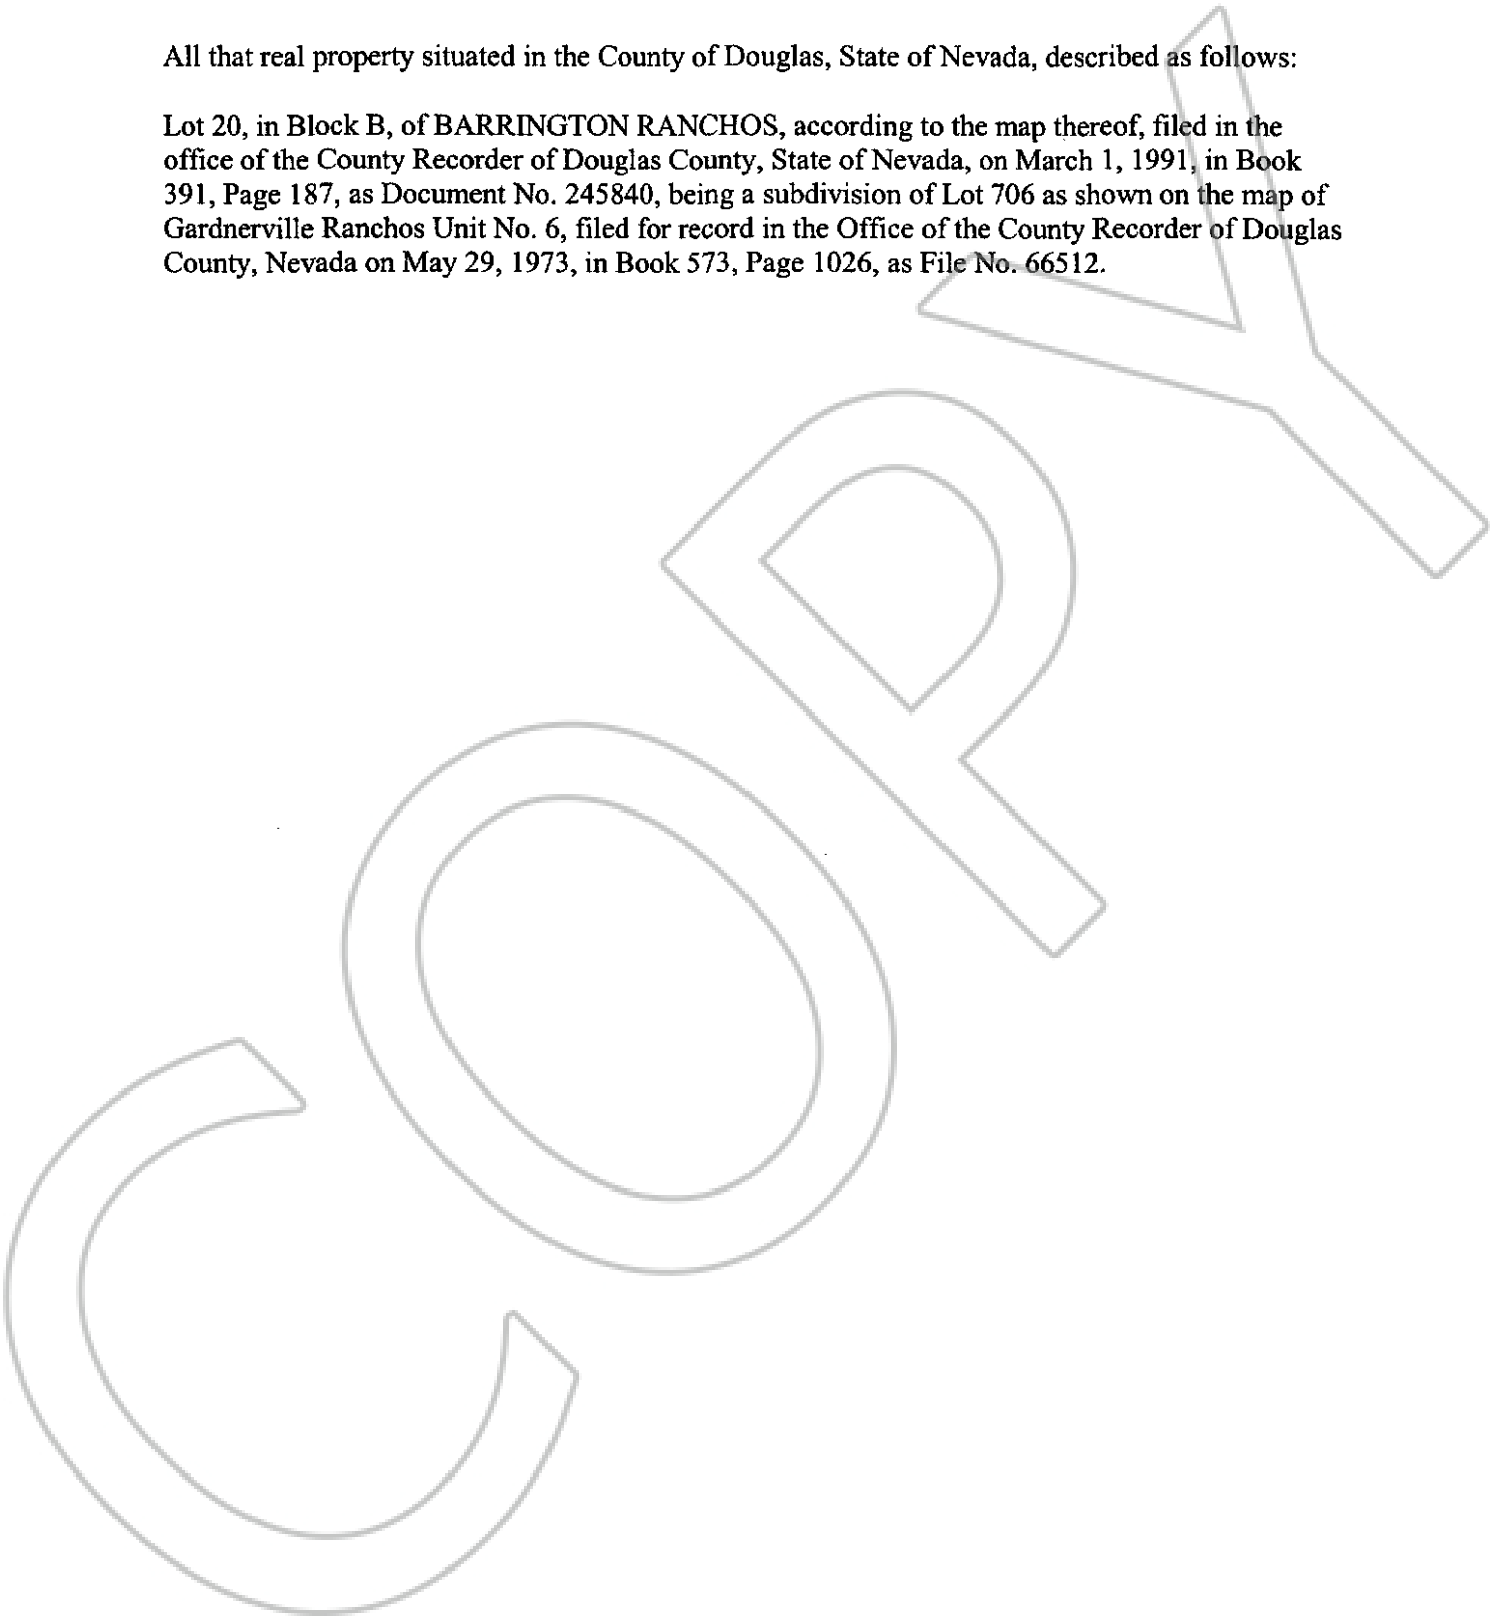 All that real property situated in the County of Douglas, State of Nevada, described as follows:
Lot 20, in Block B, of BARRINGTON RANCHOS, according to the map thereof, filed in the
office of the County Recorder of Douglas County, State of Nevada, on March 1, 1991, in Book
391, Page 187, as Document No. 245840, being a subdivision of Lot 706 as shown on the map of
Gardnerville Ranchos Unit No. 6, filed for record in the Office of the County Recorder of Douglas
County, Nevada on May 29, 1973, in Book 573, Page 1026, as File No. 66512.
COPY